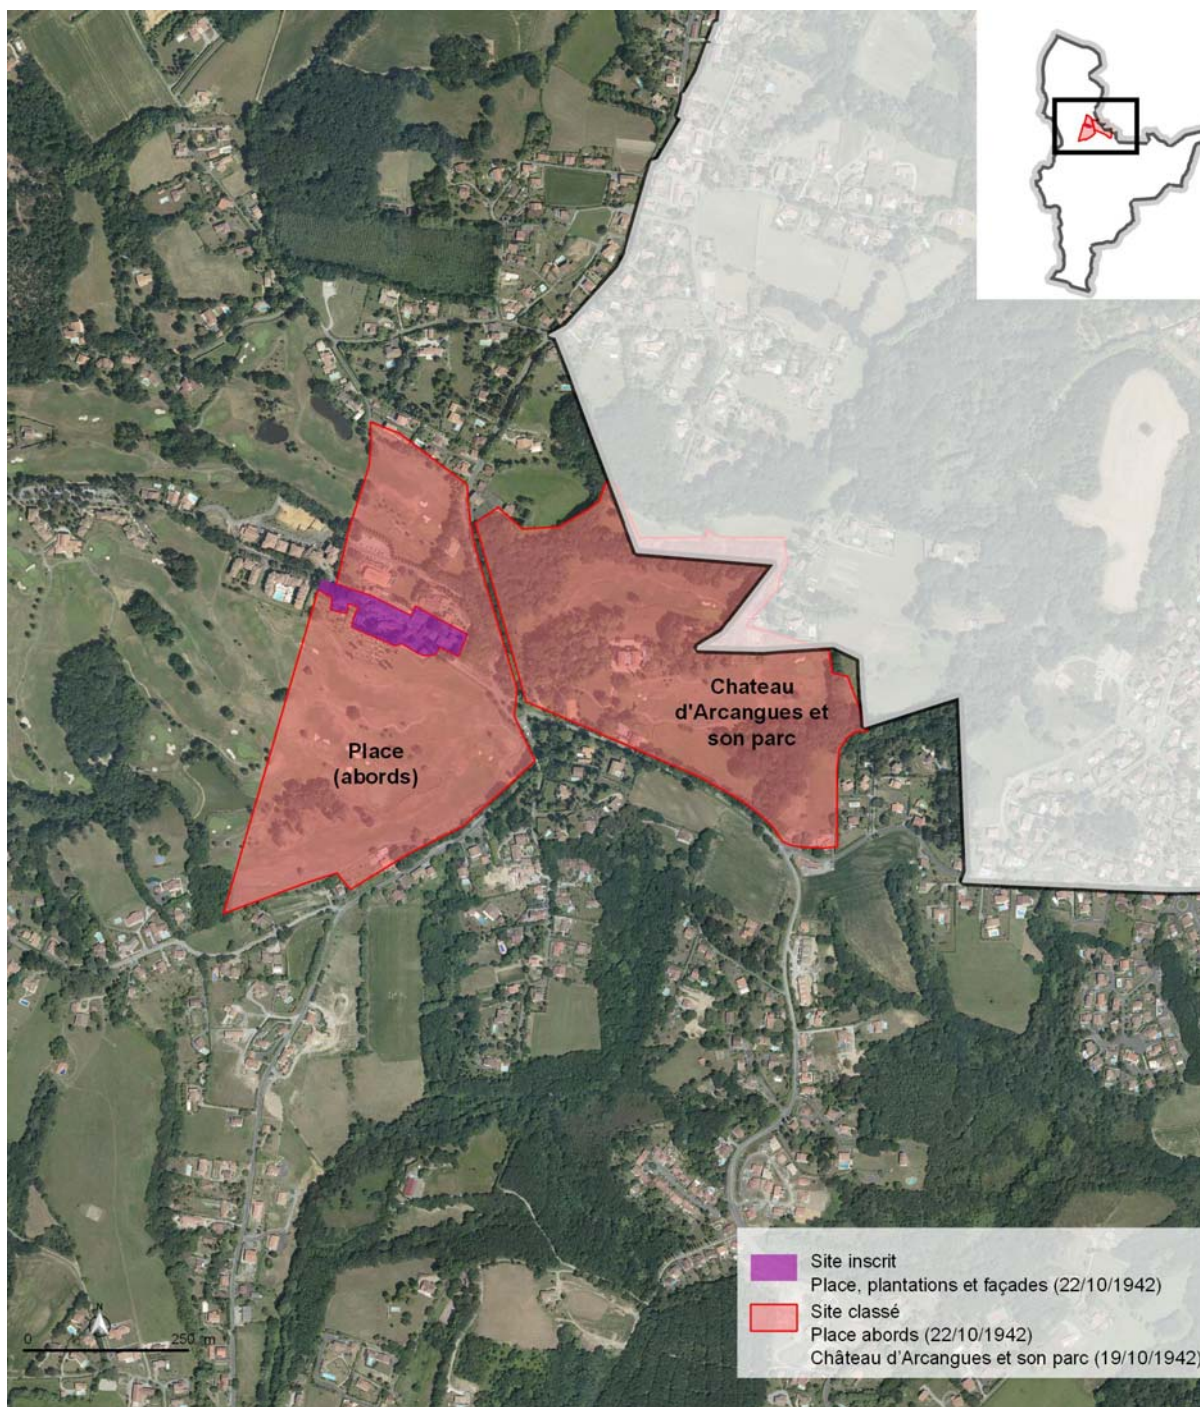 Chateau
d'Arcangues et
son parc
Place
(abords)
Site inscrit
Place, plantations et façades (22/10/1942)
Site classé
Place abords (22/10/1942)
Château d'Arcangues et son parc (19/10/1942)
N
0 250 m